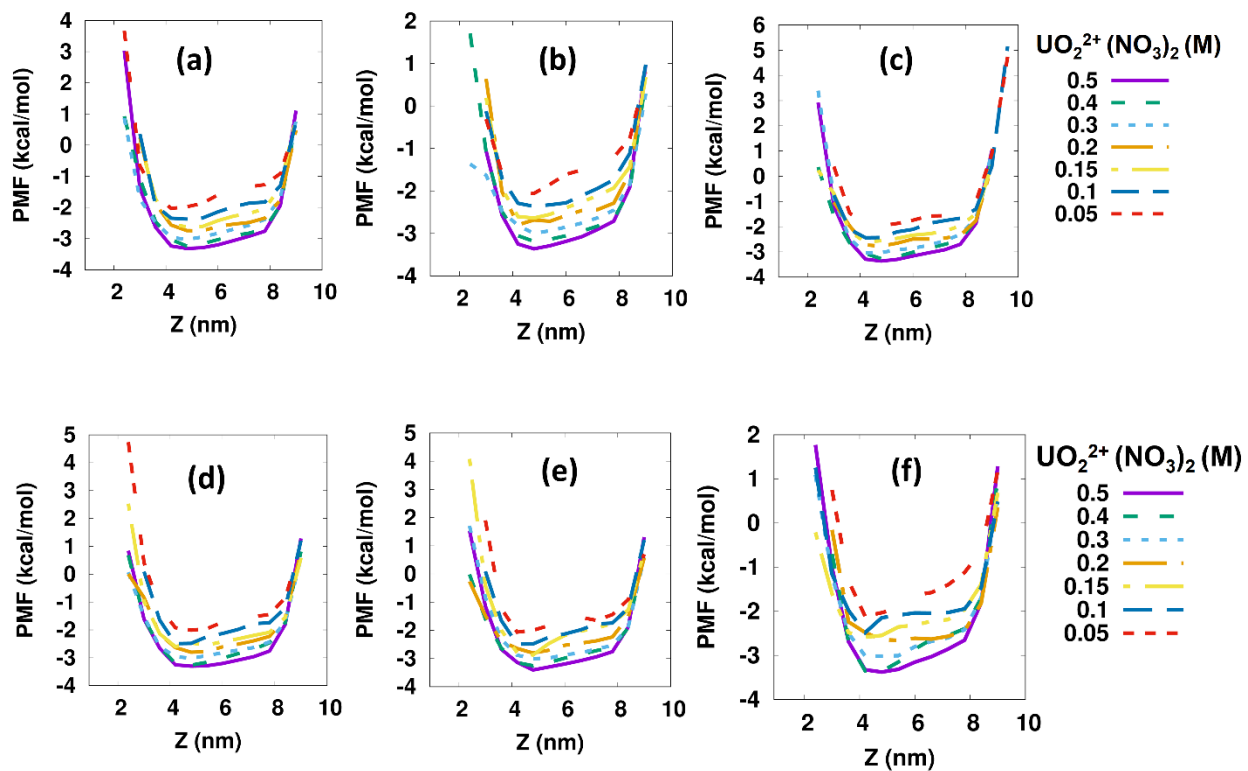 (a)
PMF (kcal/mol)
4
3
2
1
0
-1
-2
-3
-4
2 4 6 8 10
Z (nm)
(b)
PMF (kcal/mol)
2
1
0
-1
-2
-3
-4
2 4 6 8 10
Z (nm)
(c)
PMF (kcal/mol)
6
5
4
3
2
1
0
-1
-2
-3
-4
2 4 6 8 10
Z (nm)
UO₂²⁺ (NO₃)₂ (M)
0.5
0.4
0.3
0.2
0.15
0.1
0.05
(d)
PMF (kcal/mol)
5
4
3
2
1
0
-1
-2
-3
-4
2 4 6 8 10
Z (nm)
(e)
PMF (kcal/mol)
5
4
3
2
1
0
-1
-2
-3
-4
2 4 6 8 10
Z (nm)
(f)
PMF (kcal/mol)
2
1
0
-1
-2
-3
-4
2 4 6 8 10
Z (nm)
UO₂²⁺ (NO₃)₂ (M)
0.5
0.4
0.3
0.2
0.15
0.1
0.05